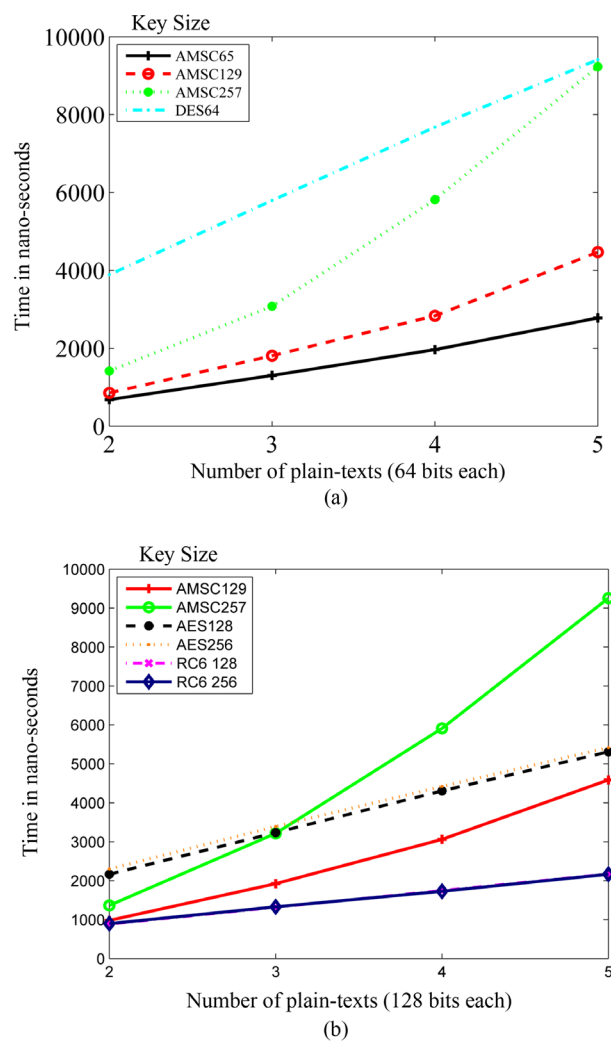 Key Size
10000
8000
6000
4000
2000
0
AMSC65
AMSC129
AMSC257
DES64
Time in nano-seconds
2 3 4 5
Number of plain-texts (64 bits each)
(a)
Key Size
10000
9000
8000
7000
6000
5000
4000
3000
2000
1000
0
AMSC129
AMSC257
AES128
AES256
RC6 128
RC6 256
Time in nano-seconds
2 3 4 5
Number of plain-texts (128 bits each)
(b)